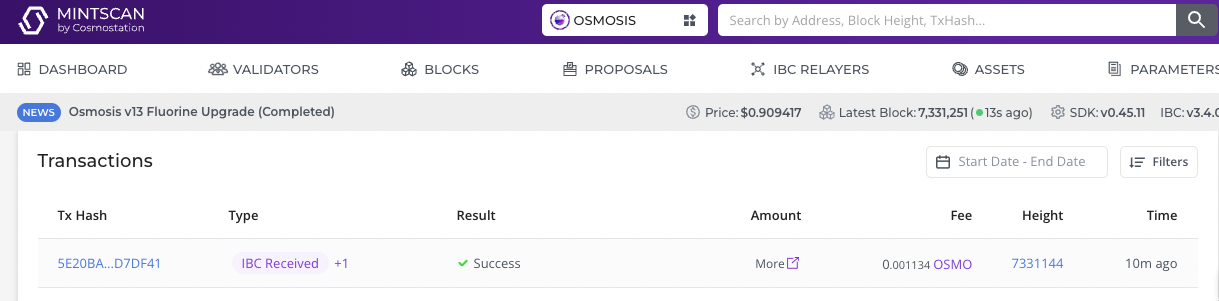 MINTSCAN
by Cosmostation
OSMOSIS
Search by Address, Block Height, TxHash...
DASHBOARD VALIDATORS BLOCKS PROPOSALS IBC RELAYERS ASSETS PARAMETERS
NEWS Osmosis v13 Fluorine Upgrade (Completed) Price: $0.909417 Latest Block: 7,331,251 ( 13s ago) SDK: v0.45.11 IBC: v3.4.0
Transactions Start Date - End Date Filters
Tx Hash Type Result Amount Fee Height Time
5E20BA...D7DF41 IBC Received +1 Success More 0.001134 OSMO 7331144 10m ago